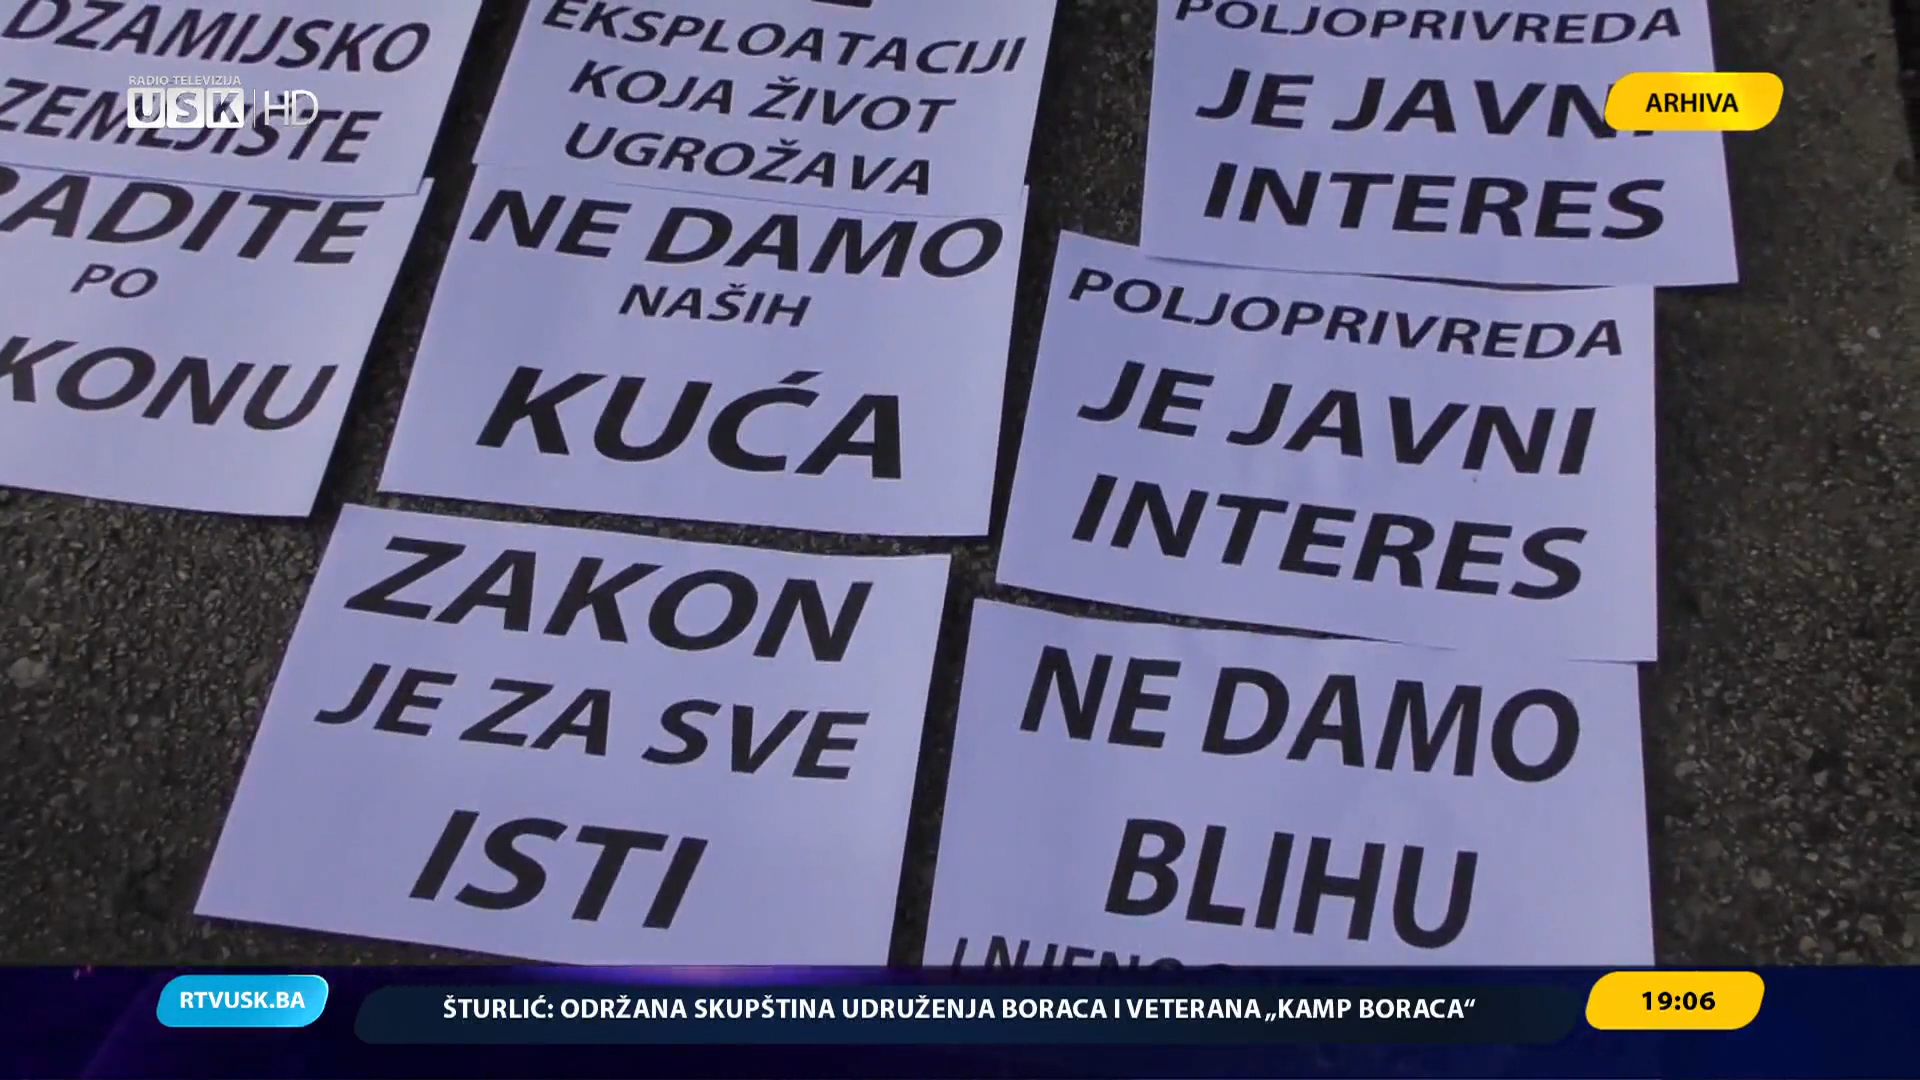 DZAMIJSKO
ZEMLJIŠTE
RADIO TELEVIZIJA
USK HD
EKSPLOATACIJI
KOJA ŽIVOT
UGROŽAVA
POLJOPRIVREDA
JE JAVNI
INTERES
ARHIVA
PO
NE DAMO
NAŠIH
KUĆA
POLJOPRIVREDA
JE JAVNI
INTERES
ZAKON
JE ZA SVE
ISTI
NE DAMO
BLIHU
RTVUSK.BA
ŠTURLIĆ: ODRŽANA SKUPŠTINA UDRUŽENJA BORACA I VETERANA „KAMP BORACA“
19:06